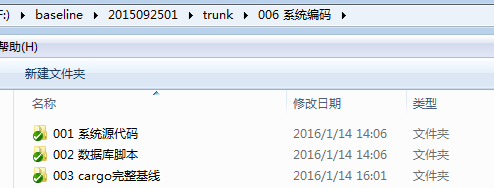 F:) ▸ baseline ▸ 2015092501 ▸ trunk ▸ 006 系统编码 ▸
帮助(H)
新建文件夹
名称 修改日期 类型
001 系统源代码 2016/1/14 14:06 文件夹
002 数据库脚本 2016/1/14 14:06 文件夹
003 cargo完整基线 2016/1/14 16:01 文件夹